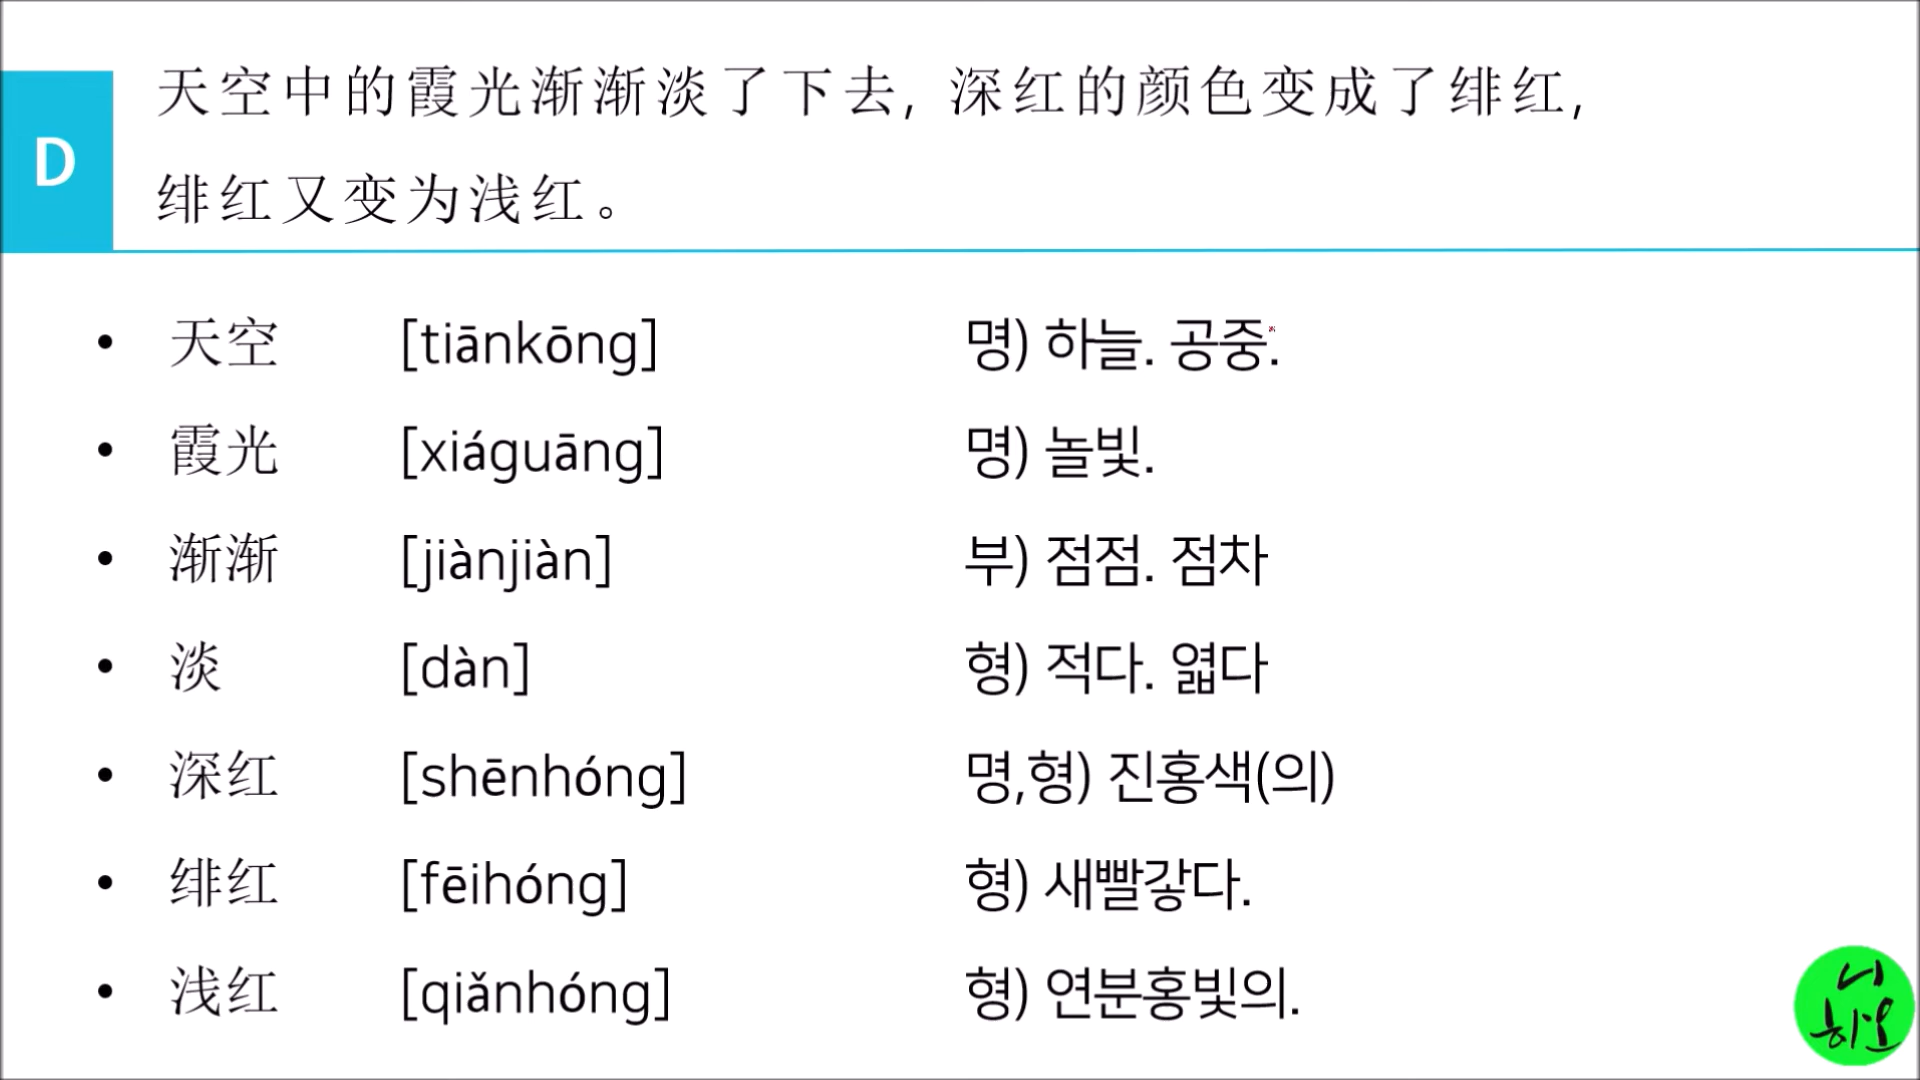 天空中的霞光渐渐淡了下去, 深红的颜色变成了绯红,
D
绯红又变为浅红。
• 天空 [tiānkōng] 명) 하늘. 공중.
• 霞光 [xiáguāng] 명) 놀빛.
• 渐渐 [jiànjiàn] 부) 점점. 점차
• 淡 [dàn] 형) 적다. 엷다
• 深红 [shēnhóng] 명,형) 진홍색(의)
• 绯红 [fēihóng] 형) 새빨갛다.
• 浅红 [qiǎnhóng] 형) 연분홍빛의.
니
하오